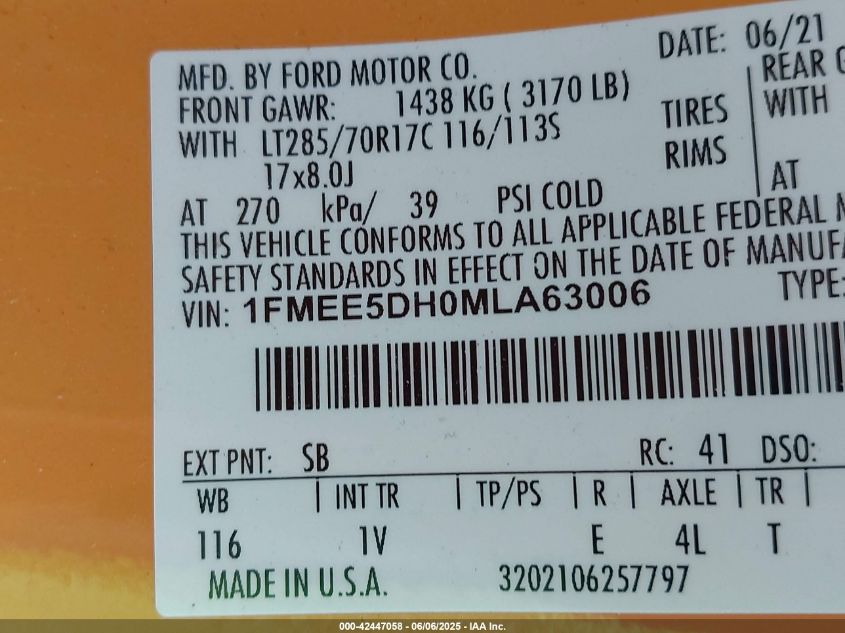 DATE: 06/21
MFD. BY FORD MOTOR CO.
FRONT GAWR: 1438 KG ( 3170 LB) REAR
WITH LT285/70R17C 116/113S TIRES WITH
17x8.0J RIMS
AT 270 kPa/ 39 PSI COLD AT
THIS VEHICLE CONFORMS TO ALL APPLICABLE FEDERAL
SAFETY STANDARDS IN EFFECT ON THE DATE OF
VIN: 1FMEE5DH0MLA63006 TYPE:
EXT PNT: SB RC: 41 DSO:
WB | INT TR | TP/PS | R | AXLE | TR |
116 1V E 4L T
MADE IN U.S.A. 3202106257797
000-42447058 - 06/06/2025 - IAA Inc.